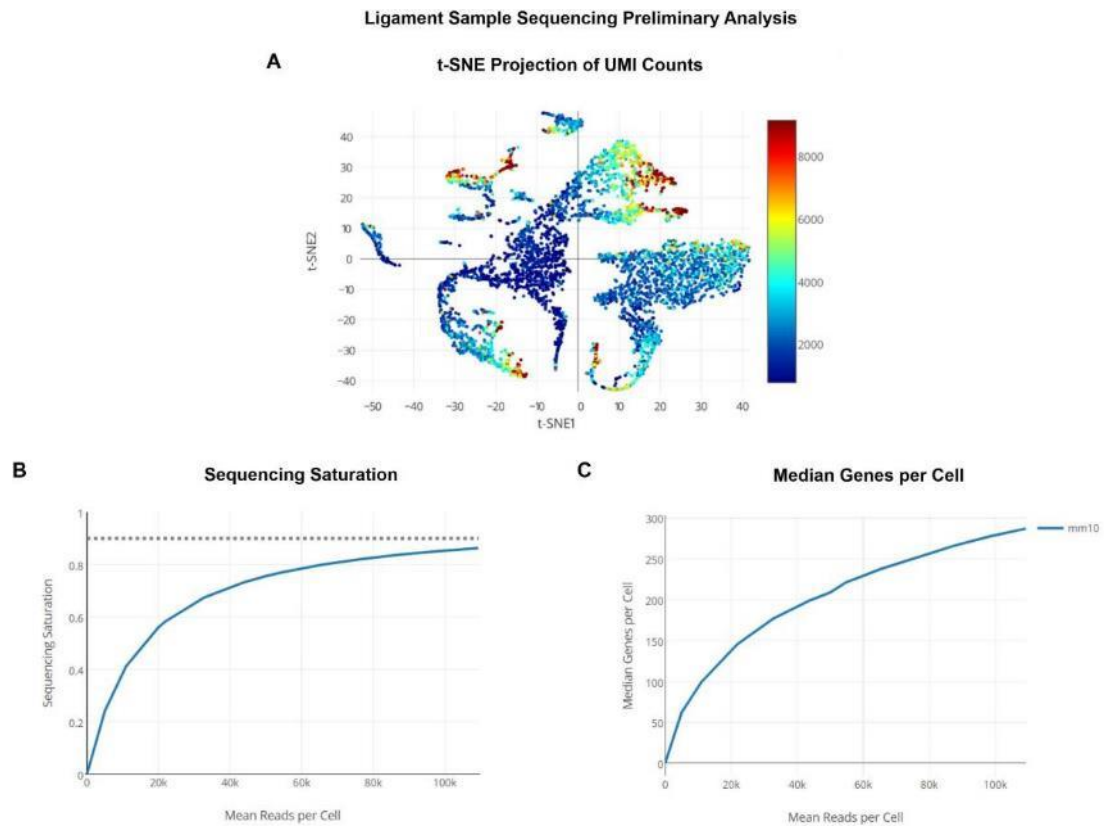 Ligament Sample Sequencing Preliminary Analysis
A
t-SNE Projection of UMI Counts
40
30
20
10
0
−10
−20
−30
−40
t-SNE2
−50
−40
−30
−20
−10
0
10
20
30
40
t-SNE1
8000
6000
4000
2000
B
Sequencing Saturation
1
0.8
0.6
0.4
0.2
0
Sequencing Saturation
0
20k
40k
60k
80k
100k
Mean Reads per Cell
C
Median Genes per Cell
300
250
200
150
100
50
0
Median Genes per Cell
0
20k
40k
60k
80k
100k
Mean Reads per Cell
mm10